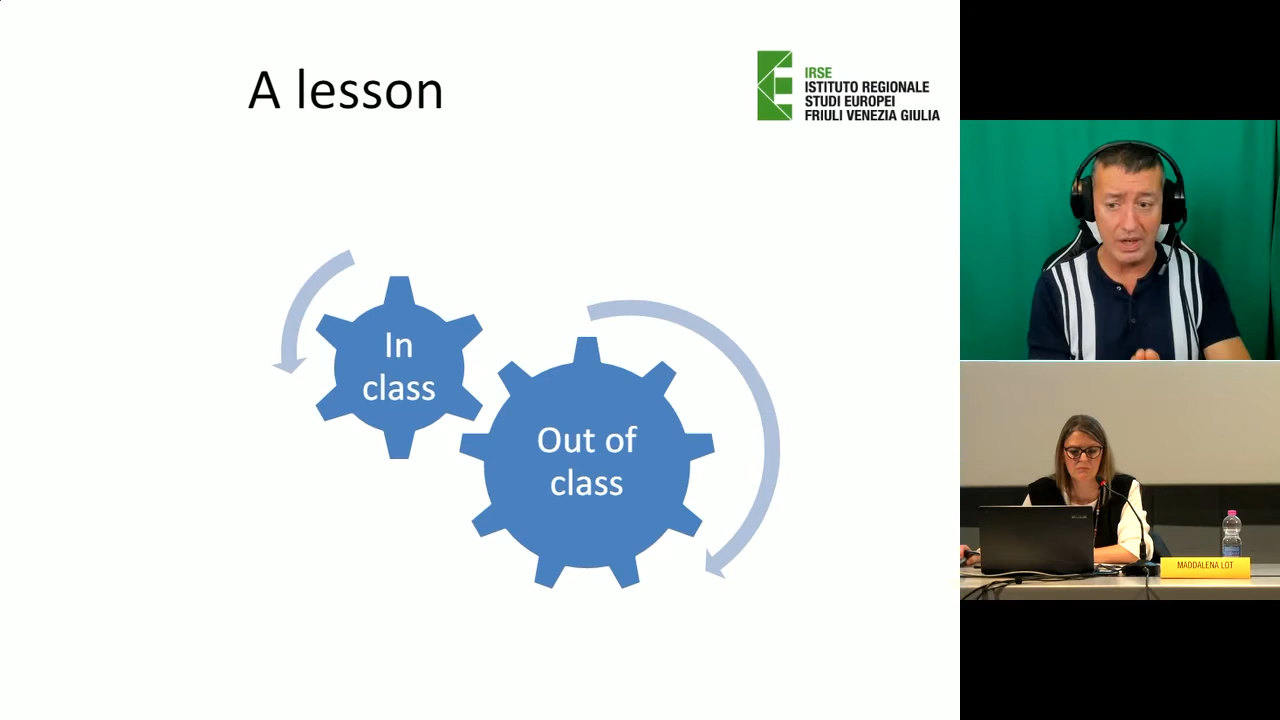 A lesson
IRSE
ISTITUTO REGIONALE
STUDI EUROPEI
FRIULI VENEZIA GIULIA
In
class
Out of
class
MADDALENA LOT